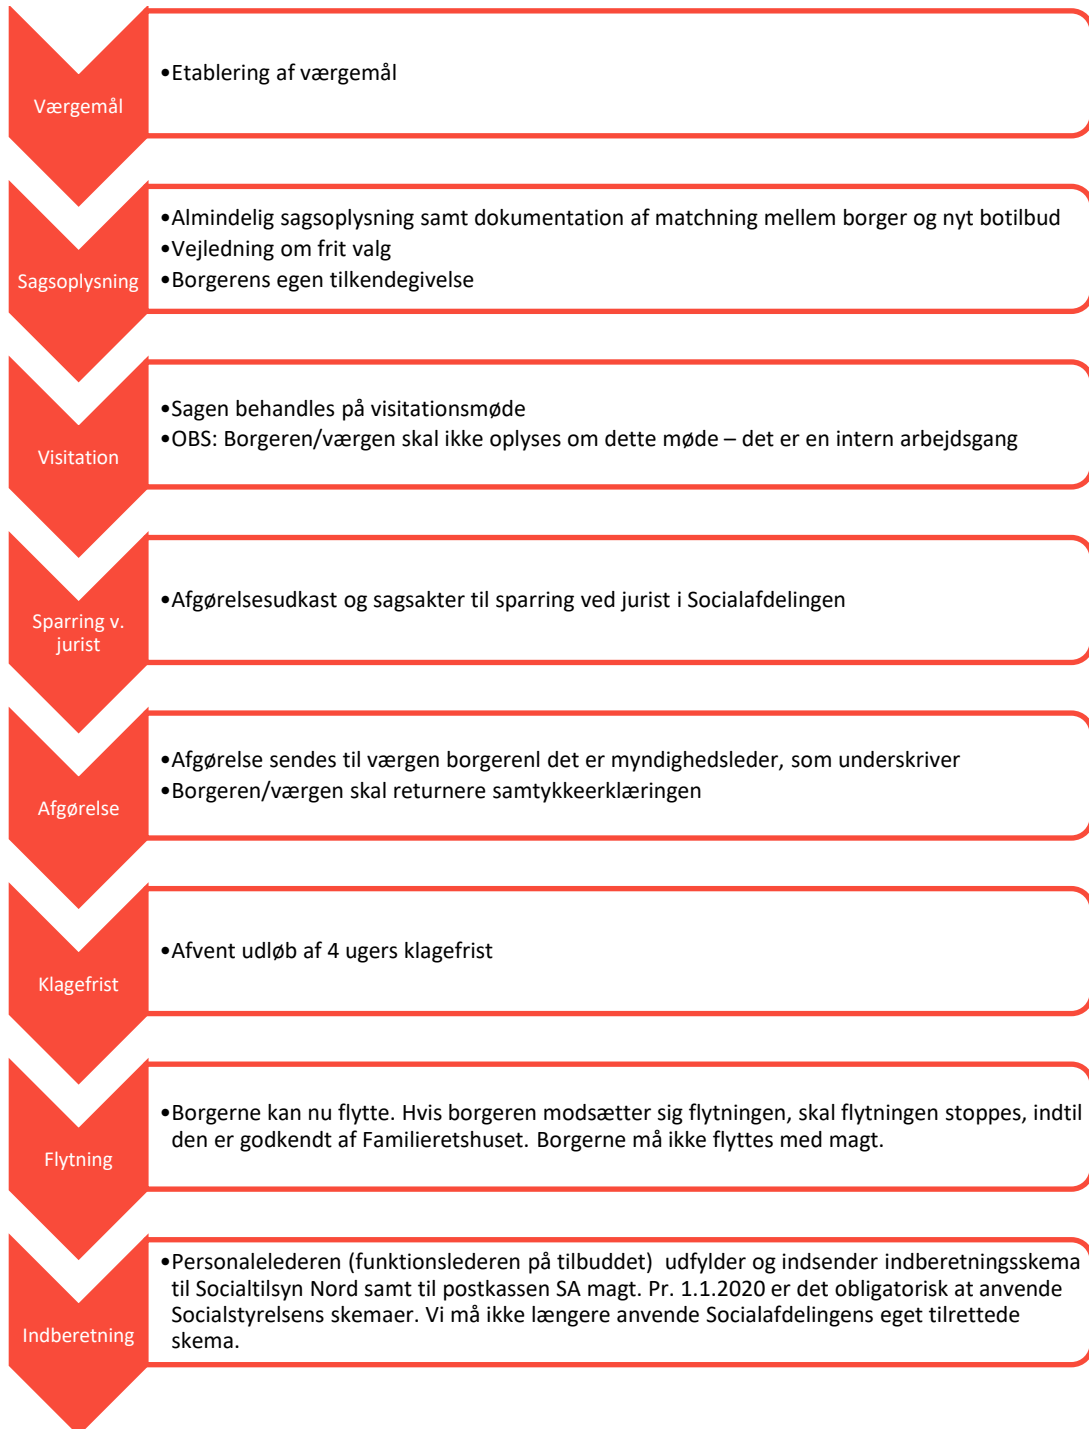 Værgemål
•Etablering af værgemål
Sagsoplysning
•Almindelig sagsoplysning samt dokumentation af matchning mellem borger og nyt botilbud
•Vejledning om frit valg
•Borgerens egen tilkendegivelse
Visitation
•Sagen behandles på visitationsmøde
•OBS: Borgeren/værgen skal ikke oplyses om dette møde – det er en intern arbejdsgang
Sparring v.
jurist
•Afgørelsesudkast og sagsakter til sparring ved jurist i Socialafdelingen
Afgørelse
•Afgørelse sendes til værgen borgerenl det er myndighedsleder, som underskriver
•Borgeren/værgen skal returnere samtykkeerklæringen
Klagefrist
•Afvent udløb af 4 ugers klagefrist
Flytning
•Borgerne kan nu flytte. Hvis borgeren modsætter sig flytningen, skal flytningen stoppes, indtil
den er godkendt af Familieretshuset. Borgerne må ikke flyttes med magt.
Indberetning
•Personalelederen (funktionslederen på tilbuddet) udfylder og indsender indberetningsskema
til Socialtilsyn Nord samt til postkassen SA magt. Pr. 1.1.2020 er det obligatorisk at anvende
Socialstyrelsens skemaer. Vi må ikke længere anvende Socialafdelingens eget tilrettede
skema.